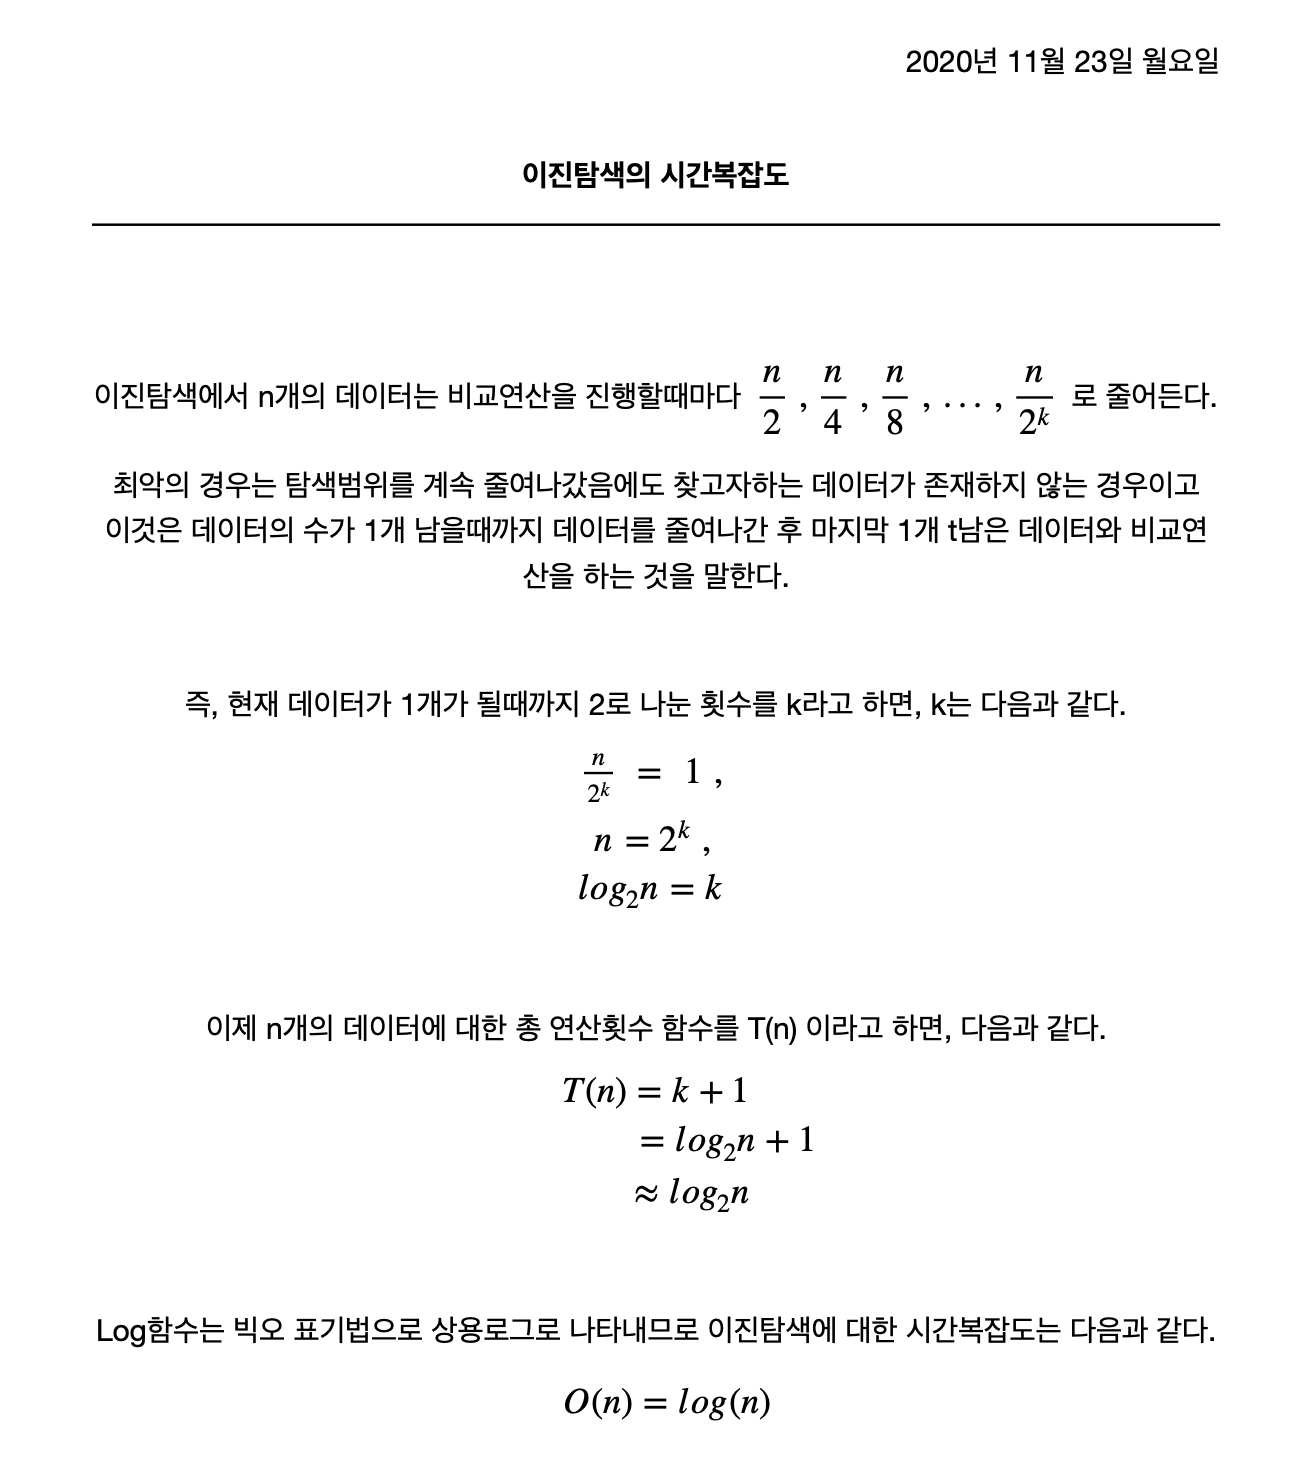 2020년 11월 23일 월요일
이진탐색의 시간복잡도
이진탐색에서 n개의 데이터는 비교연산을 진행할때마다 n/2 , n/4 , n/8 , . . . , n/2^k 로 줄어든다.
최악의 경우는 탐색범위를 계속 줄여나갔음에도 찾고자하는 데이터가 존재하지 않는 경우이고
이것은 데이터의 수가 1개 남을때까지 데이터를 줄여나간 후 마지막 1개 t남은 데이터와 비교연
산을 하는 것을 말한다.
즉, 현재 데이터가 1개가 될때까지 2로 나눈 횟수를 k라고 하면, k는 다음과 같다.
n/2^k = 1 ,
n = 2^k ,
log₂n = k
이제 n개의 데이터에 대한 총 연산횟수 함수를 T(n) 이라고 하면, 다음과 같다.
T(n) = k + 1
= log₂n + 1
≈ log₂n
Log함수는 빅오 표기법으로 상용로그로 나타내므로 이진탐색에 대한 시간복잡도는 다음과 같다.
O(n) = log(n)